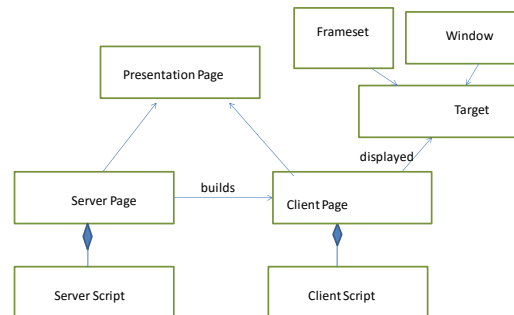 Frameset
Window
Presentation Page
Target
displayed
Server Page
builds
Client Page
Server Script
Client Script